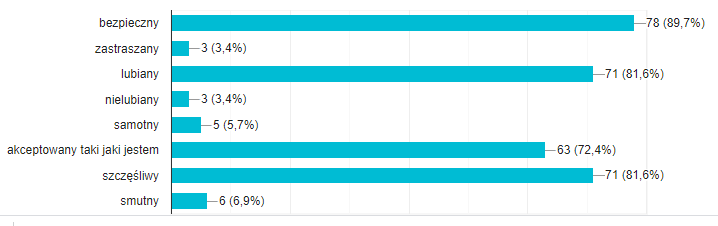 bezpieczny 78 (89,7%)
zastraszany 3 (3,4%)
lubiany 71 (81,6%)
nielubiany 3 (3,4%)
samotny 5 (5,7%)
akceptowany taki jaki jestem 63 (72,4%)
szczęśliwy 71 (81,6%)
smutny 6 (6,9%)